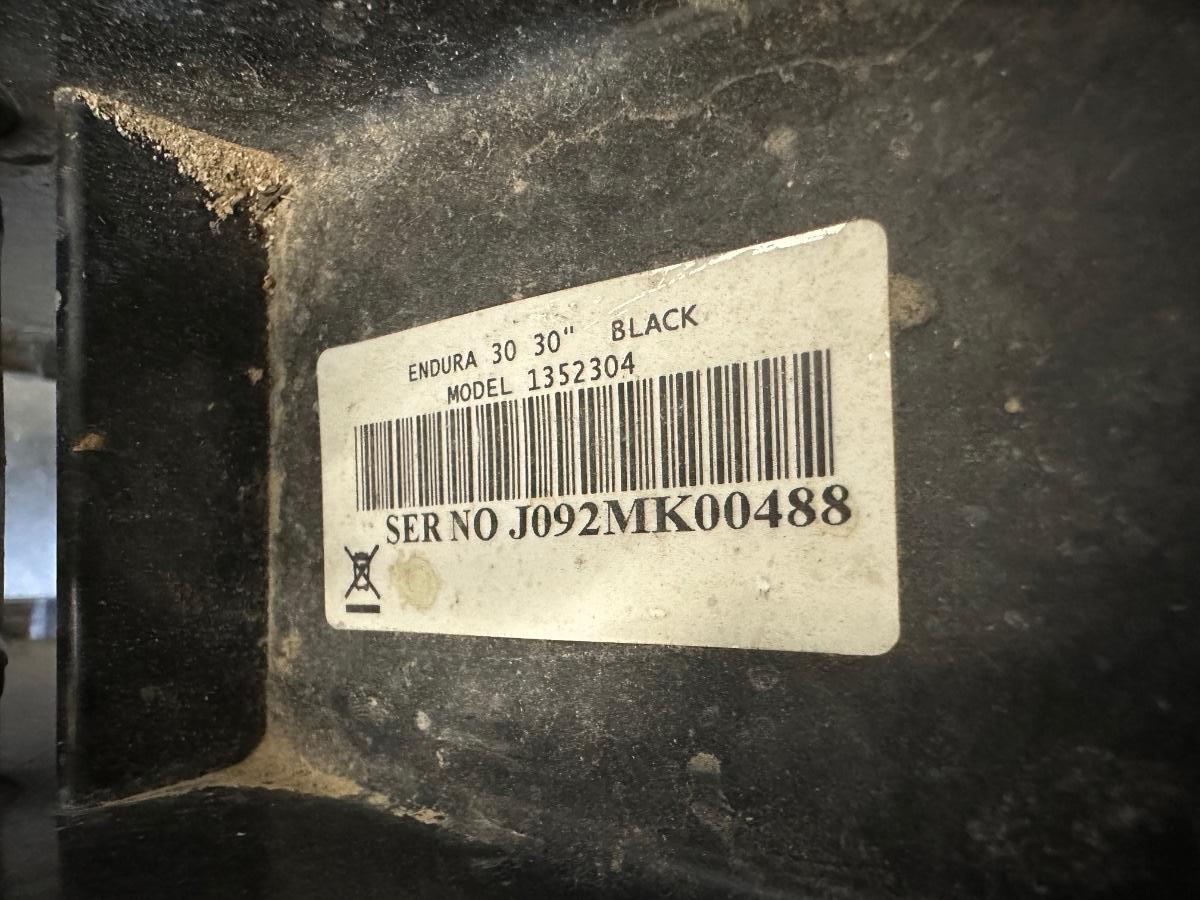 ENDURA 30 30" BLACK
MODEL 1352304
SER NO J092MK00488